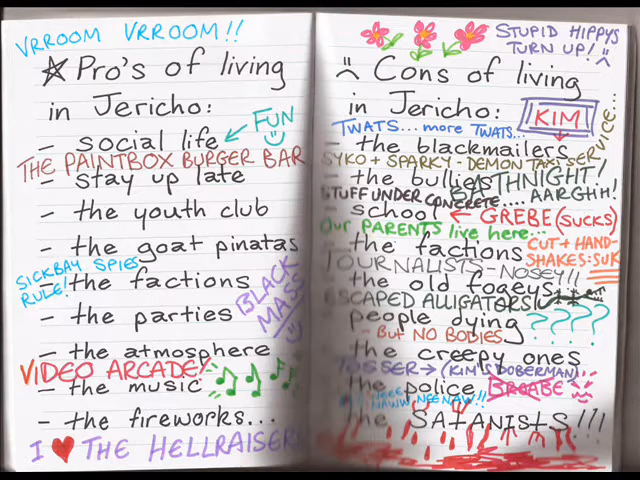 VRROOM VRROOM!!
Pro's of living
in Jericho:
- social life ← FUN
THE PAINTBOX BURGER BAR
- stay up late
- the youth club
- the goat pinatas
SICKBAY SPIES RULE!
- the factions
BLACK MASS
- the parties
- the atmosphere
VIDEO ARCADE!
- the music
- the fireworks...
I ♥ THE HELLRAISERS
STUPID HIPPYS
TURN UP!
Cons of living
in Jericho:
KIM
TWATS... more TWATS...
- the blackmailers
SYKO + SPARKY - DEMON TAXI SERVICE...
- the bullies
STUFF UNDER CONCRETE.... AARGHH!
- school ← GREBE (SUCKS)
Our PARENTS live here...
- the factions
CUT + HAND-
SHAKES: SUK
JOURNALISTS - NOSEY!!
- the old fogeys
ESCAPED ALLIGATORS!
people dying
????
- But NO BODIES
the creepy ones
TOSSER → (KIM'S DOBERMAN)
the police
NAWW NEENAW!!
the SATANISTS!!!